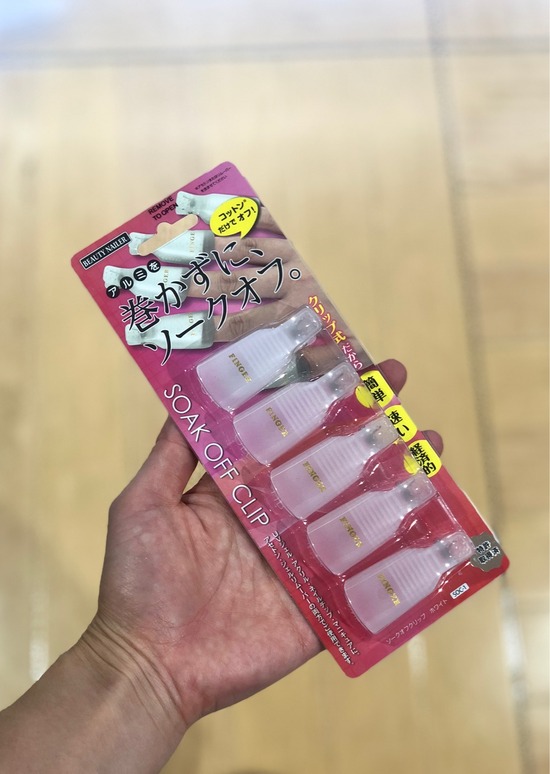 REMOVE
TO OPEN
BEAUTY NAILER
コットン*
だけでオフ!
アルミを
巻かずに、
ソークオフ。
クリップ式だから
簡単
速い
経済的
SOAK OFF CLIP
FINGER
FINGER
FINGER
FINGER
FINGER
SOC-1
ソークオフクリップ ホワイト